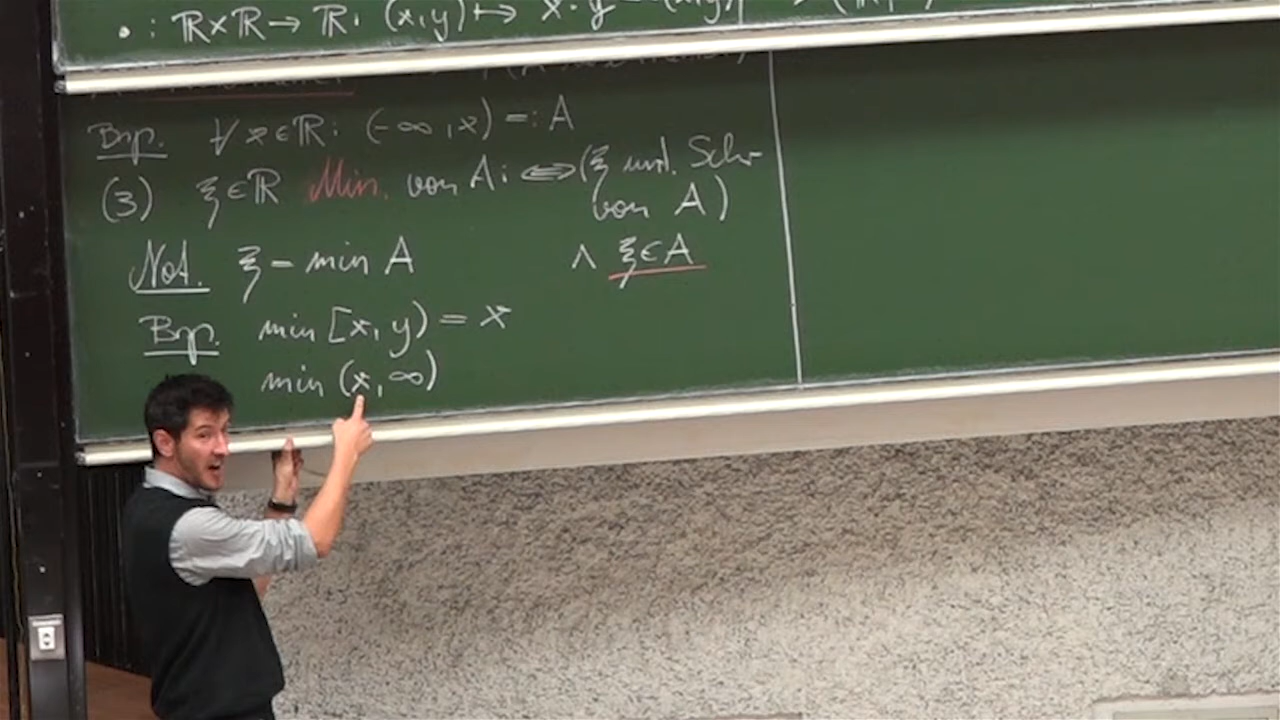 • : ℝ×ℝ → ℝ : (x,y) ↦ x·y
Bsp. ∀ x∈ℝ : (-∞,x) =: A
(3) ξ∈ℝ Min. von A :⇔ (ξ unt. Schr
von A)
∧ ξ∈A
Not. ξ = min A
Bsp. min [x,y) = x
min (x,∞)